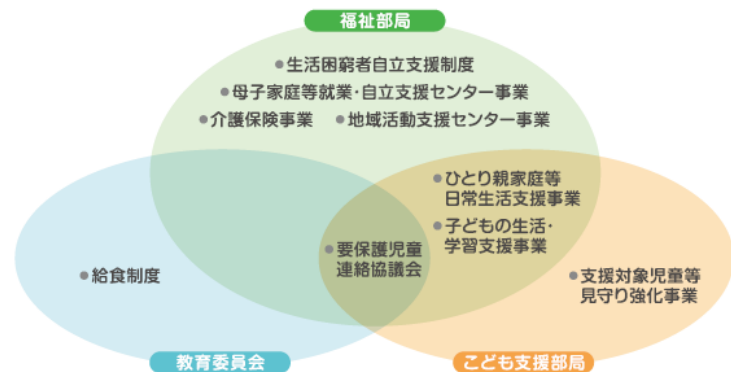 福祉部局
●生活困窮者自立支援制度
●母子家庭等就業・自立支援センター事業
●介護保険事業 ●地域活動支援センター事業
●ひとり親家庭等
日常生活支援事業
●子どもの生活・
学習支援事業
●要保護児童
連絡協議会
●給食制度
●支援対象児童等
見守り強化事業
教育委員会
こども支援部局